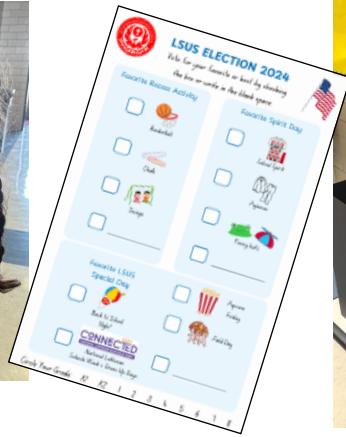 LSUS ELECTION 2024
Vote for your favorite or best by checking
the box or write in the blank space
Favorite Recess Activity
Basketball
Chalk
Swings
Favorite Spirit Day
School Spirit
Pajamas
Funny hats
Favorite LSUS
Special Day
Back to School
Night
CONNECTED
National Lutheran
Schools Week + Dress Up Days
Popcorn
Friday
Field Day
Circle Your Grade: K1 K2 1 2 3 4 5 6 7 8